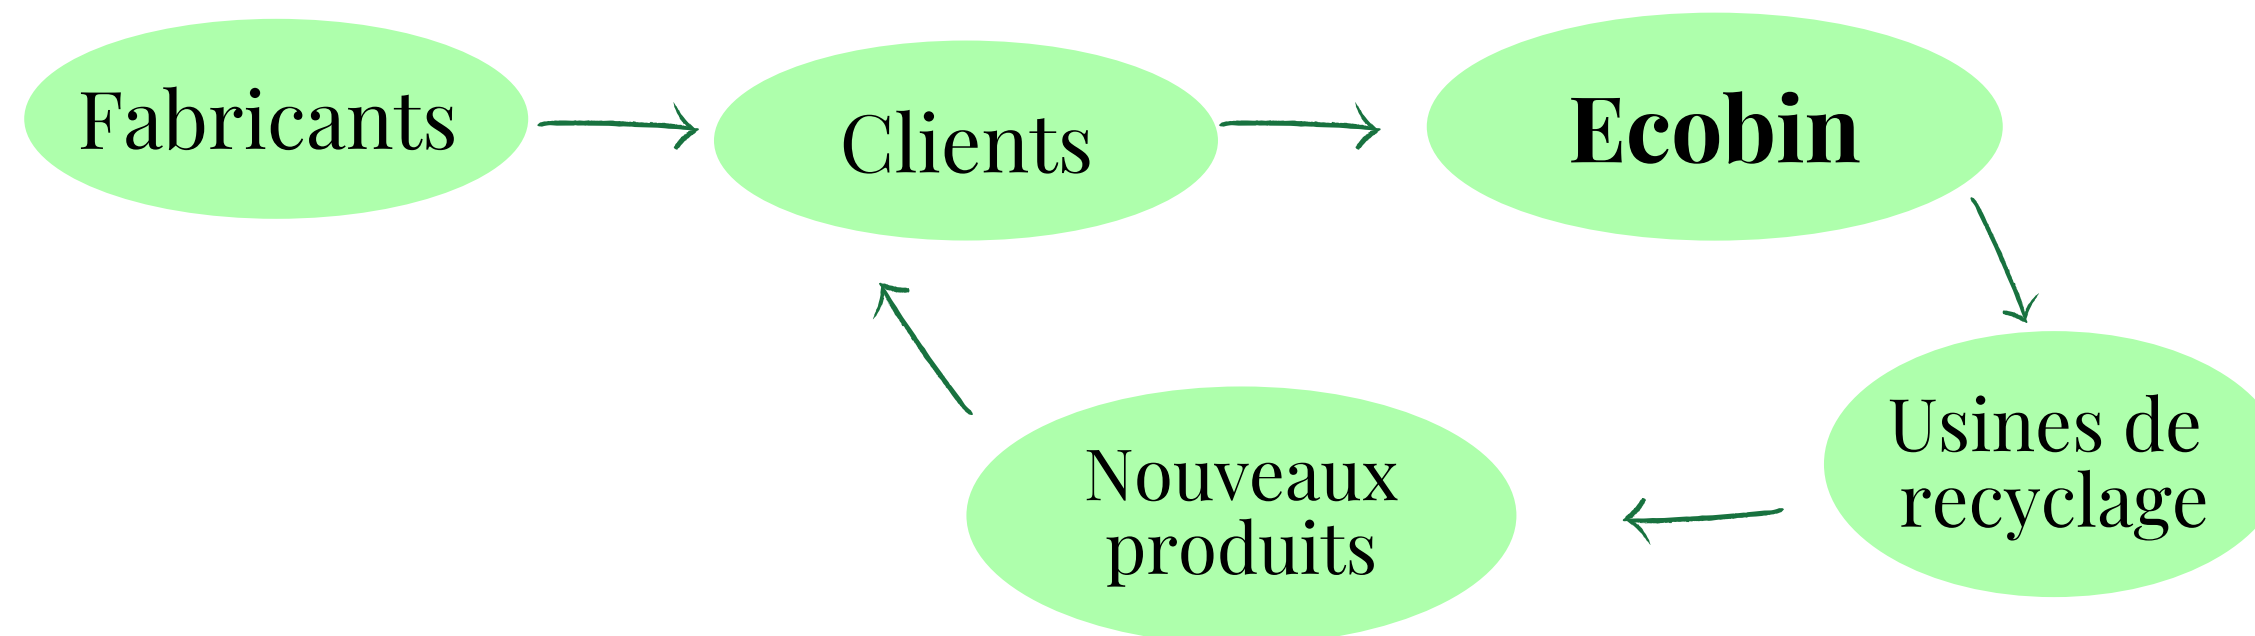 Fabricants
Clients
Ecobin
Usines de
recyclage
Nouveaux
produits